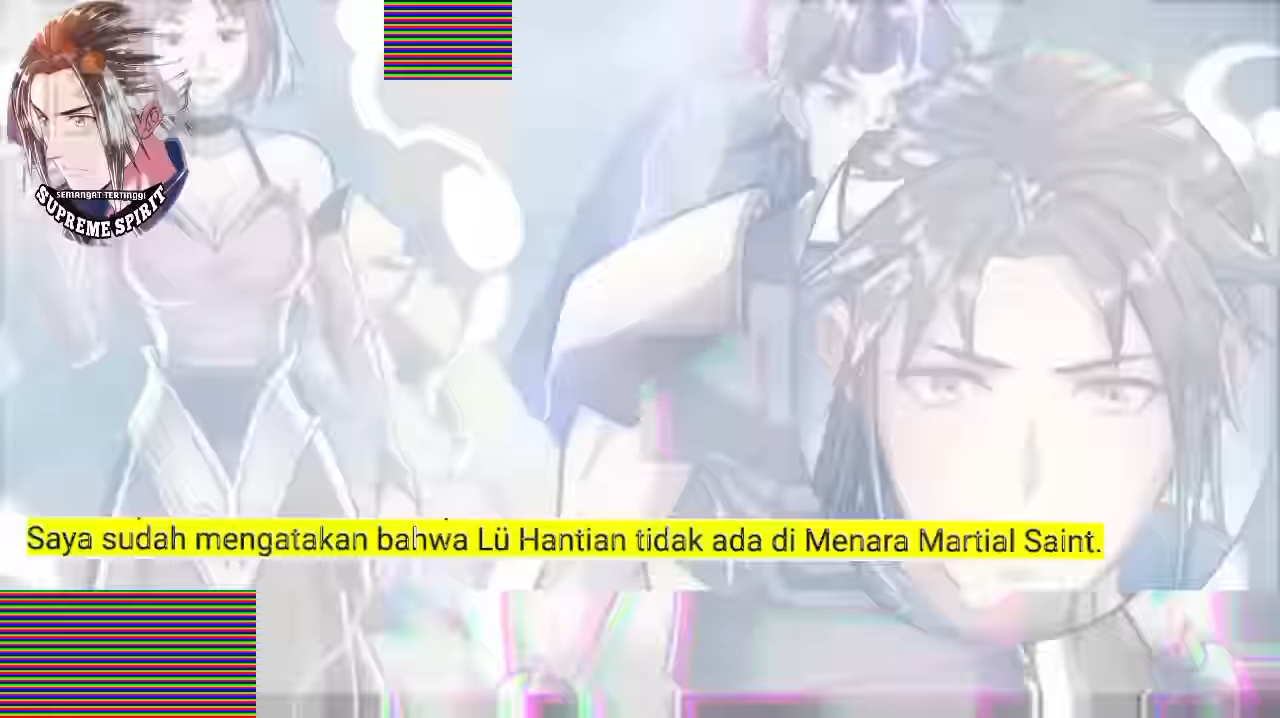 SEMANGAT TERTINGGI
SUPREME SPIRIT
Saya sudah mengatakan bahwa Lü Hantian tidak ada di Menara Martial Saint.